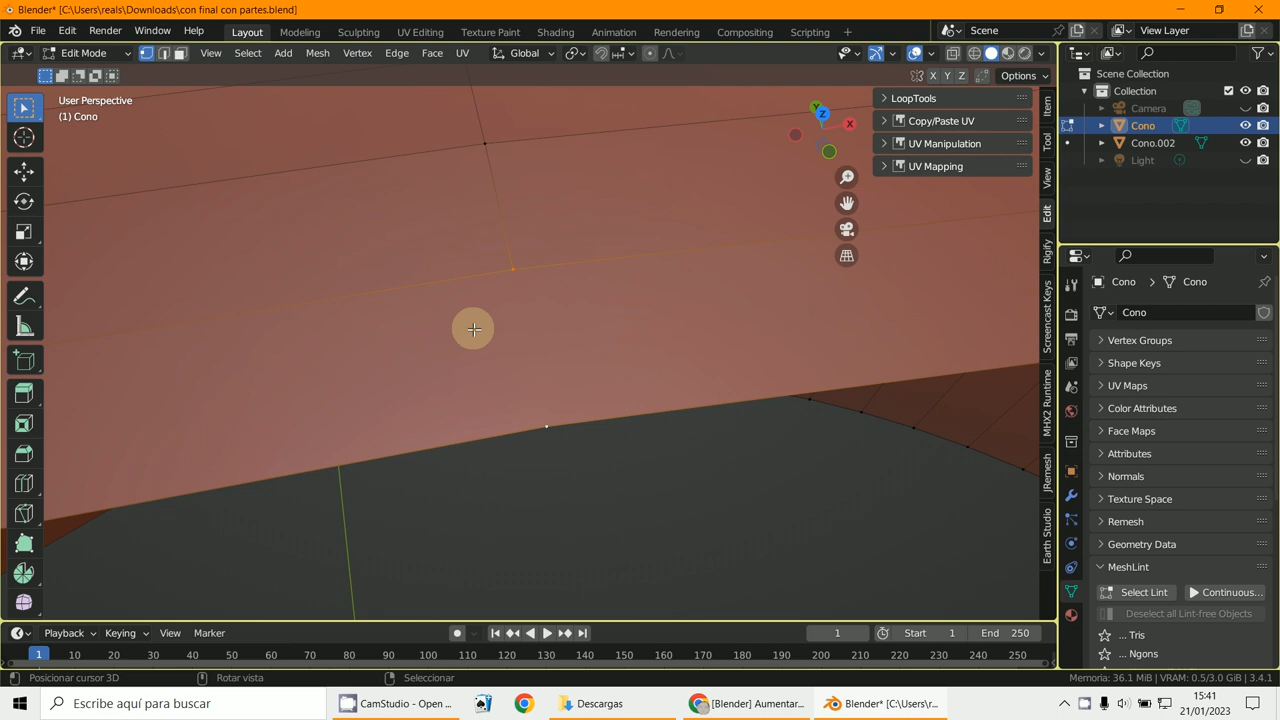 Blender* [C:\Users\reals\Downloads\con final con partes.blend]
File Edit Render Window Help Layout Modeling Sculpting UV Editing Texture Paint Shading Animation Rendering Compositing Scripting + Scene View Layer
Edit Mode View Select Add Mesh Vertex Edge Face UV Global
X Y Z Options
User Perspective
(1) Cono
LoopTools
Copy/Paste UV
UV Manipulation
UV Mapping
Item
Tool
View
Edit
Rigify
Screencast Keys
MHX2 Runtime
JRemesh
Earth Studio
Z
Y
X
Scene Collection
Collection
Camera
Cono
Cono.002
Light
Cono > Cono
Cono
Vertex Groups
Shape Keys
UV Maps
Color Attributes
Face Maps
Attributes
Normals
Texture Space
Remesh
Geometry Data
MeshLint
Select Lint Continuous...
Deselect all Lint-free Objects
... Tris
... Ngons
Playback Keying View Marker 1 Start 1 End 250
1 10 20 30 40 50 60 70 80 90 100 110 120 130 140 150 160 170 180 190 200 210 220 230 240 250
Posicionar cursor 3D Rotar vista Seleccionar Memoria: 36.1 MiB | VRAM: 0.5/3.0 GiB | 3.4.1
Escribe aquí para buscar CamStudio - Open ... Descargas [Blender] Aumentar... Blender* [C:\Users\r... 15:41
21/01/2023